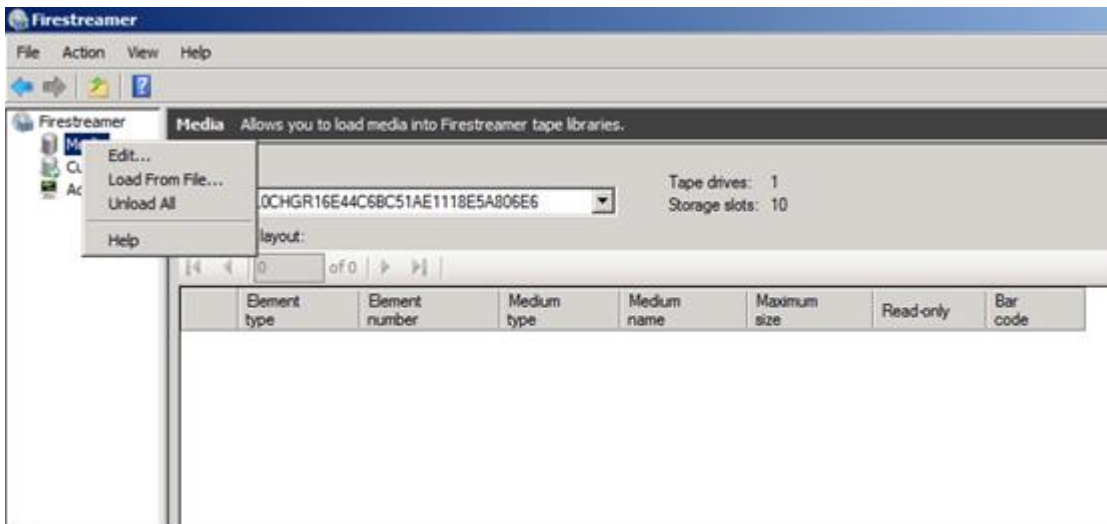 Firestreamer
File Action View Help
Firestreamer
Media Allows you to load media into Firestreamer tape libraries.
Edit...
Load From File...
Unload All
Help
.0CHGR16E44C6BC51AE1118E5A806E6
Tape drives: 1
Storage slots: 10
layout:
0 of 0
Element type
Element number
Medium type
Medium name
Maximum size
Read-only
Bar code